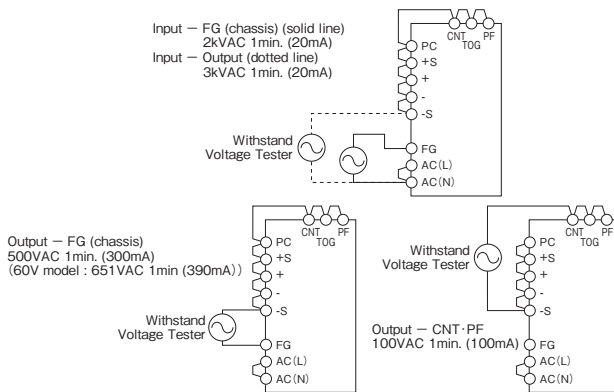 Input − FG (chassis) (solid line)
2kVAC 1min. (20mA)
Input − Output (dotted line)
3kVAC 1min. (20mA)
CNT PF
TOG
PC
+S
+
-
-S
FG
AC(L)
AC(N)
Withstand
Voltage Tester
Output − FG (chassis)
500VAC 1min. (300mA)
(60V model : 651VAC 1min (390mA))
CNT PF
TOG
PC
+S
+
-
-S
FG
AC(L)
AC(N)
Withstand
Voltage Tester
CNT PF
TOG
PC
+S
+
-
-S
FG
AC(L)
AC(N)
Withstand
Voltage Tester
Output − CNT･PF
100VAC 1min. (100mA)